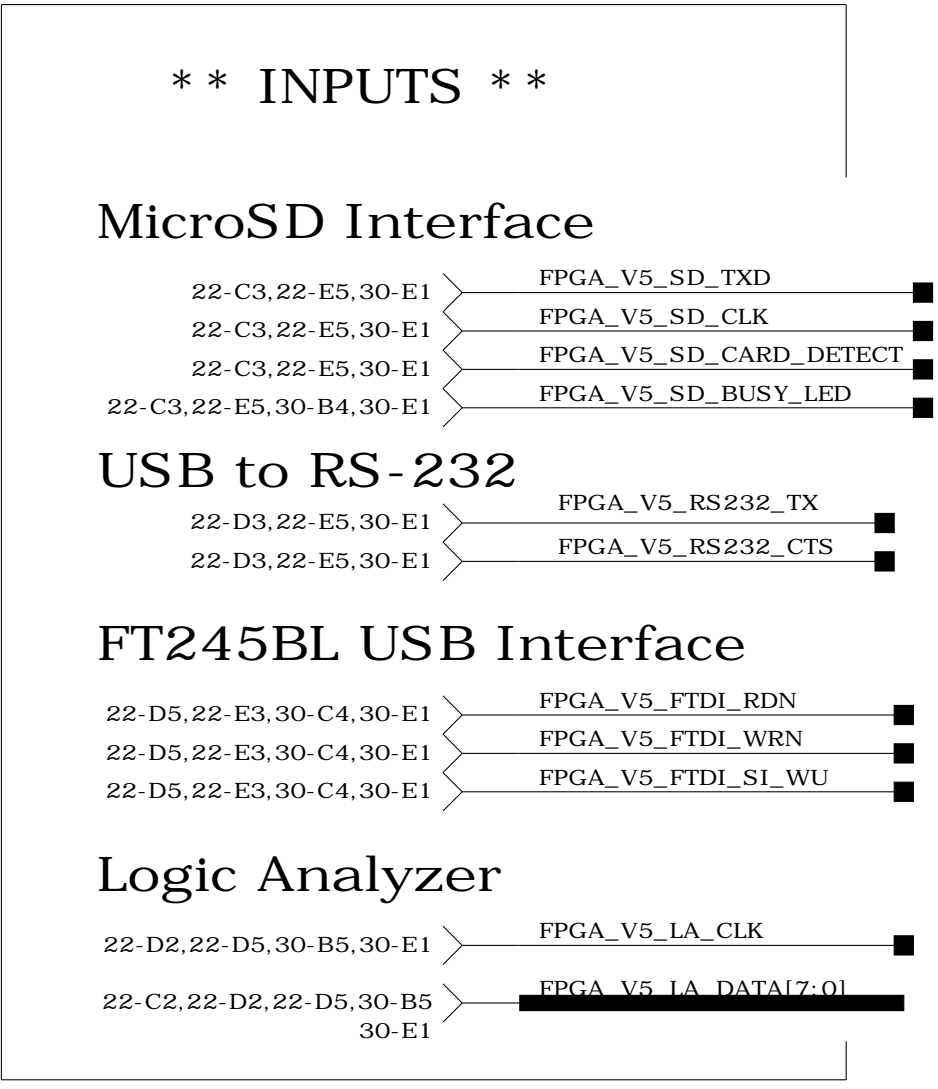 ** INPUTS **
MicroSD Interface
22-C3,22-E5,30-E1 FPGA_V5_SD_TXD
22-C3,22-E5,30-E1 FPGA_V5_SD_CLK
22-C3,22-E5,30-E1 FPGA_V5_SD_CARD_DETECT
22-C3,22-E5,30-B4,30-E1 FPGA_V5_SD_BUSY_LED
USB to RS-232
22-D3,22-E5,30-E1 FPGA_V5_RS232_TX
22-D3,22-E5,30-E1 FPGA_V5_RS232_CTS
FT245BL USB Interface
22-D5,22-E3,30-C4,30-E1 FPGA_V5_FTDI_RDN
22-D5,22-E3,30-C4,30-E1 FPGA_V5_FTDI_WRN
22-D5,22-E3,30-C4,30-E1 FPGA_V5_FTDI_SI_WU
Logic Analyzer
22-D2,22-D5,30-B5,30-E1 FPGA_V5_LA_CLK
22-C2,22-D2,22-D5,30-B5 FPGA_V5_LA_DATA[7:0]
30-E1